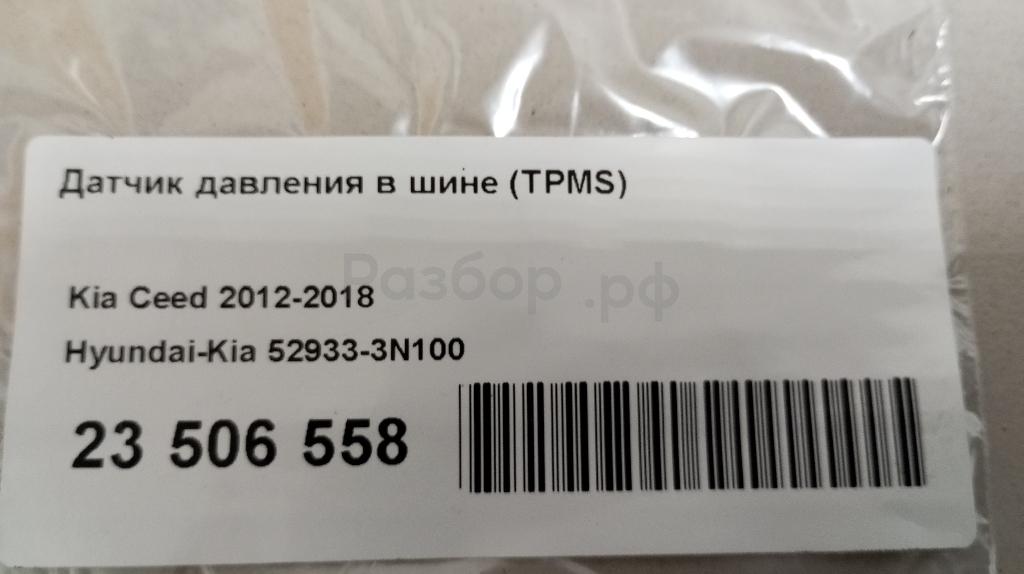 Датчик давления в шине (TPMS)
Разбор.рф
Kia Ceed 2012-2018
Hyundai-Kia 52933-3N100
23 506 558